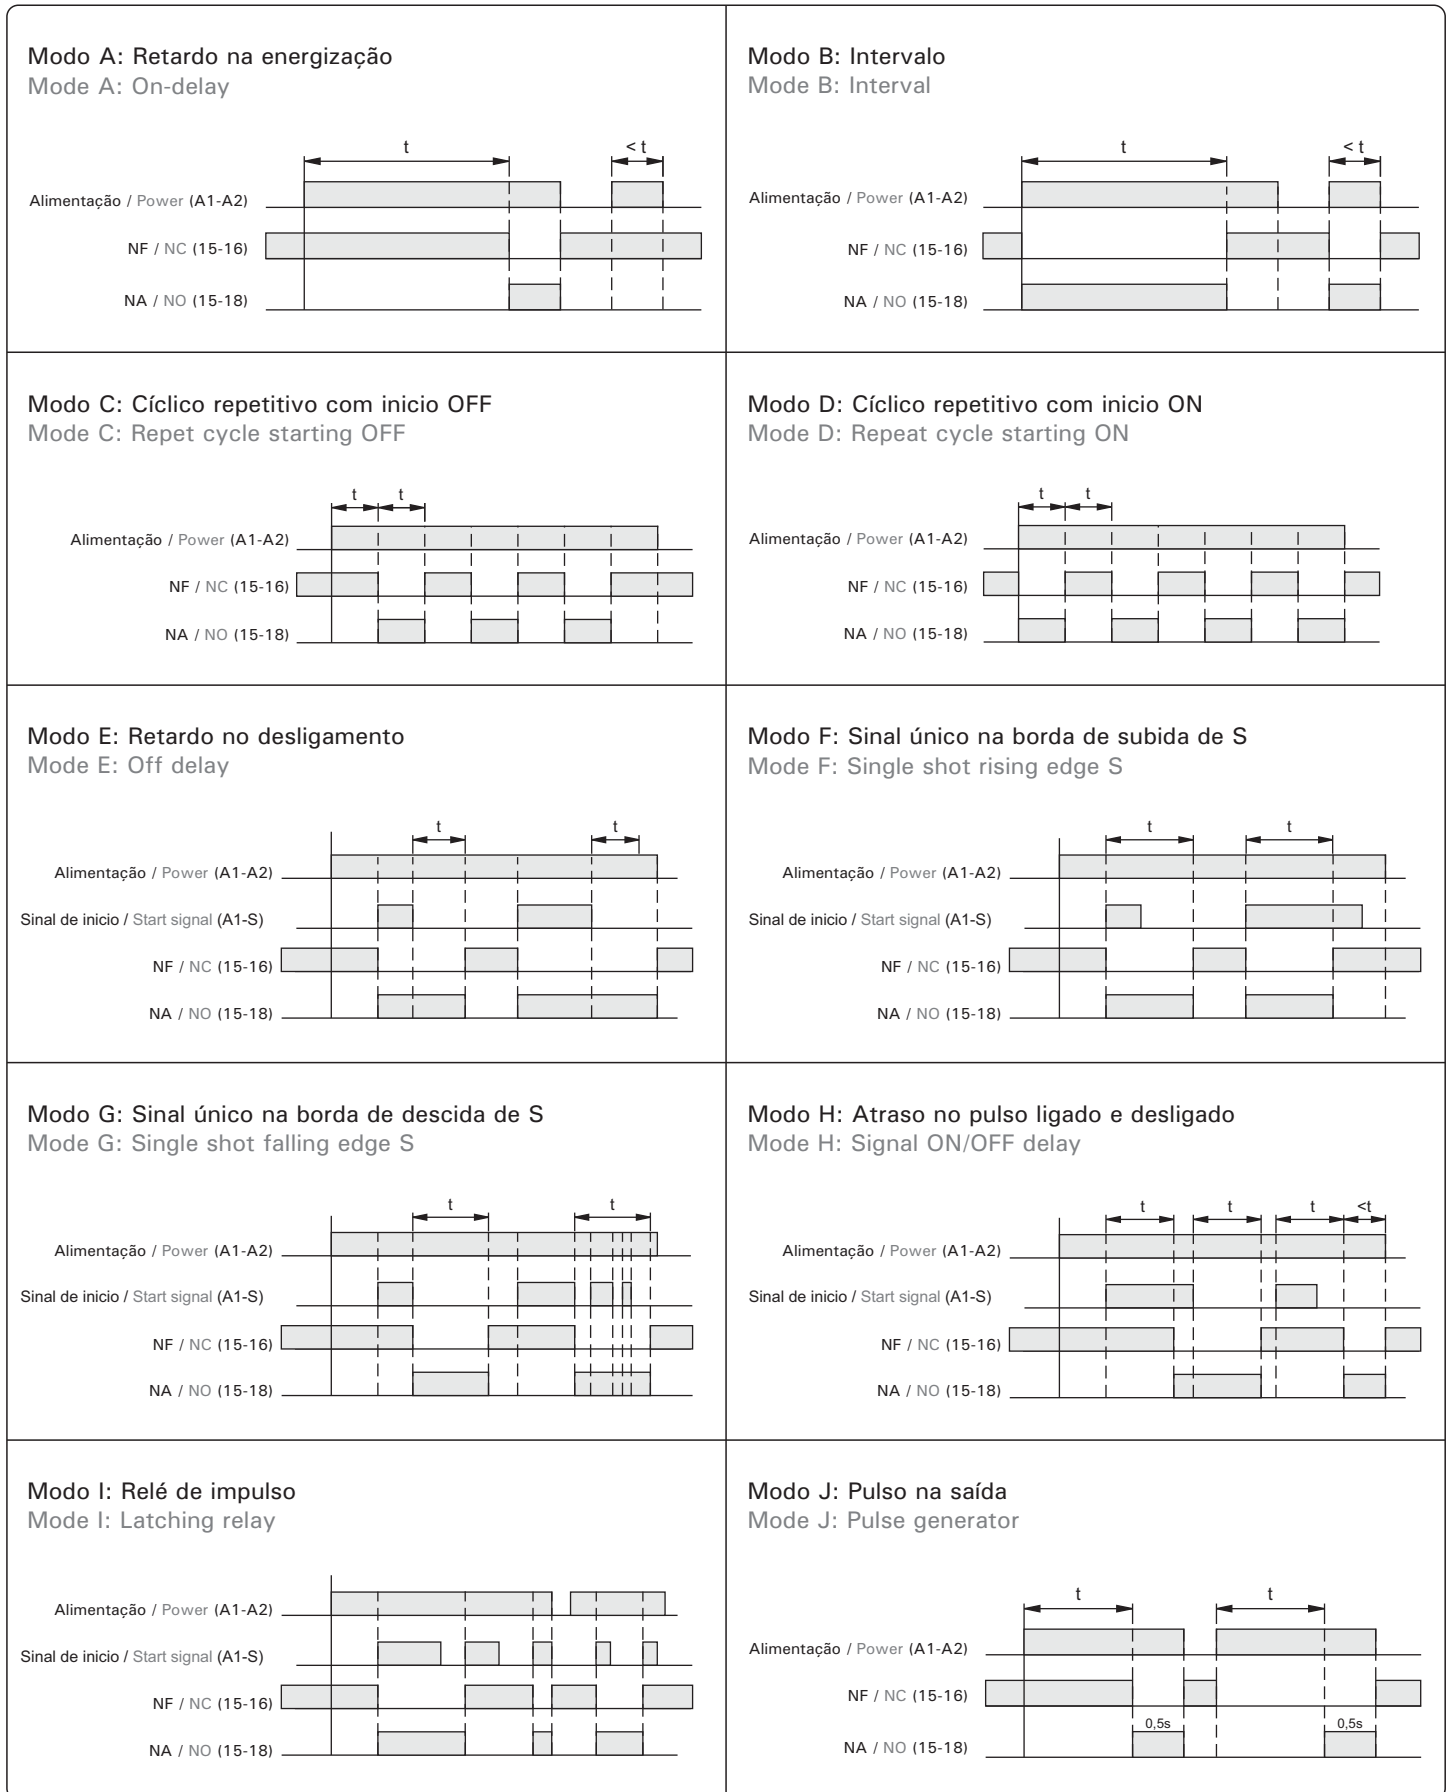 Modo A: Retardo na energização
Mode A: On-delay
t
< t
Alimentação / Power (A1-A2)
NF / NC (15-16)
NA / NO (15-18)
Modo B: Intervalo
Mode B: Interval
t
< t
Alimentação / Power (A1-A2)
NF / NC (15-16)
NA / NO (15-18)
Modo C: Cíclico repetitivo com inicio OFF
Mode C: Repet cycle starting OFF
t t
Alimentação / Power (A1-A2)
NF / NC (15-16)
NA / NO (15-18)
Modo D: Cíclico repetitivo com inicio ON
Mode D: Repeat cycle starting ON
t t
Alimentação / Power (A1-A2)
NF / NC (15-16)
NA / NO (15-18)
Modo E: Retardo no desligamento
Mode E: Off delay
t t
Alimentação / Power (A1-A2)
Sinal de inicio / Start signal (A1-S)
NF / NC (15-16)
NA / NO (15-18)
Modo F: Sinal único na borda de subida de S
Mode F: Single shot rising edge S
t t
Alimentação / Power (A1-A2)
Sinal de inicio / Start signal (A1-S)
NF / NC (15-16)
NA / NO (15-18)
Modo G: Sinal único na borda de descida de S
Mode G: Single shot falling edge S
t t
Alimentação / Power (A1-A2)
Sinal de inicio / Start signal (A1-S)
NF / NC (15-16)
NA / NO (15-18)
Modo H: Atraso no pulso ligado e desligado
Mode H: Signal ON/OFF delay
t t t <t
Alimentação / Power (A1-A2)
Sinal de inicio / Start signal (A1-S)
NF / NC (15-16)
NA / NO (15-18)
Modo I: Relé de impulso
Mode I: Latching relay
Alimentação / Power (A1-A2)
Sinal de inicio / Start signal (A1-S)
NF / NC (15-16)
NA / NO (15-18)
Modo J: Pulso na saída
Mode J: Pulse generator
t t
Alimentação / Power (A1-A2)
NF / NC (15-16)
0,5s 0,5s
NA / NO (15-18)